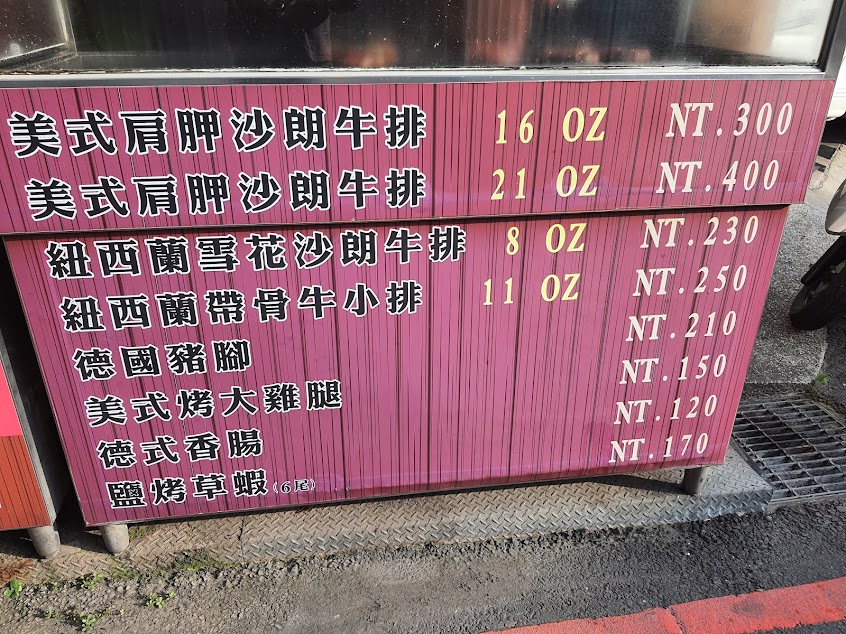 美式肩胛沙朗牛排 16 OZ NT.300
美式肩胛沙朗牛排 21 OZ NT.400
紐西蘭雪花沙朗牛排 8 OZ NT.230
紐西蘭帶骨牛小排 11 OZ NT.250
德國豬腳 NT.210
美式烤大雞腿 NT.150
德式香腸 NT.120
鹽烤草蝦(6尾) NT.170